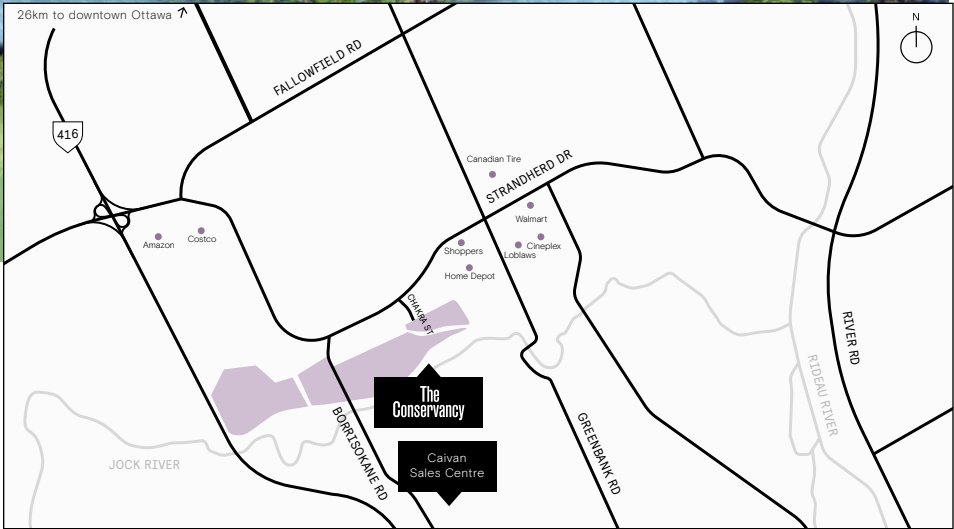 26km to downtown Ottawa
N
FALLOWFIELD RD
416
Canadian Tire
STRANDHERD DR
Walmart
Amazon
Costco
Shoppers
Cineplex
Loblaws
Home Depot
CHAKRA ST
RIVER RD
RIDEAU RIVER
The
Conservancy
BORRISOKANE RD
GREENBANK RD
Caivan
Sales Centre
JOCK RIVER